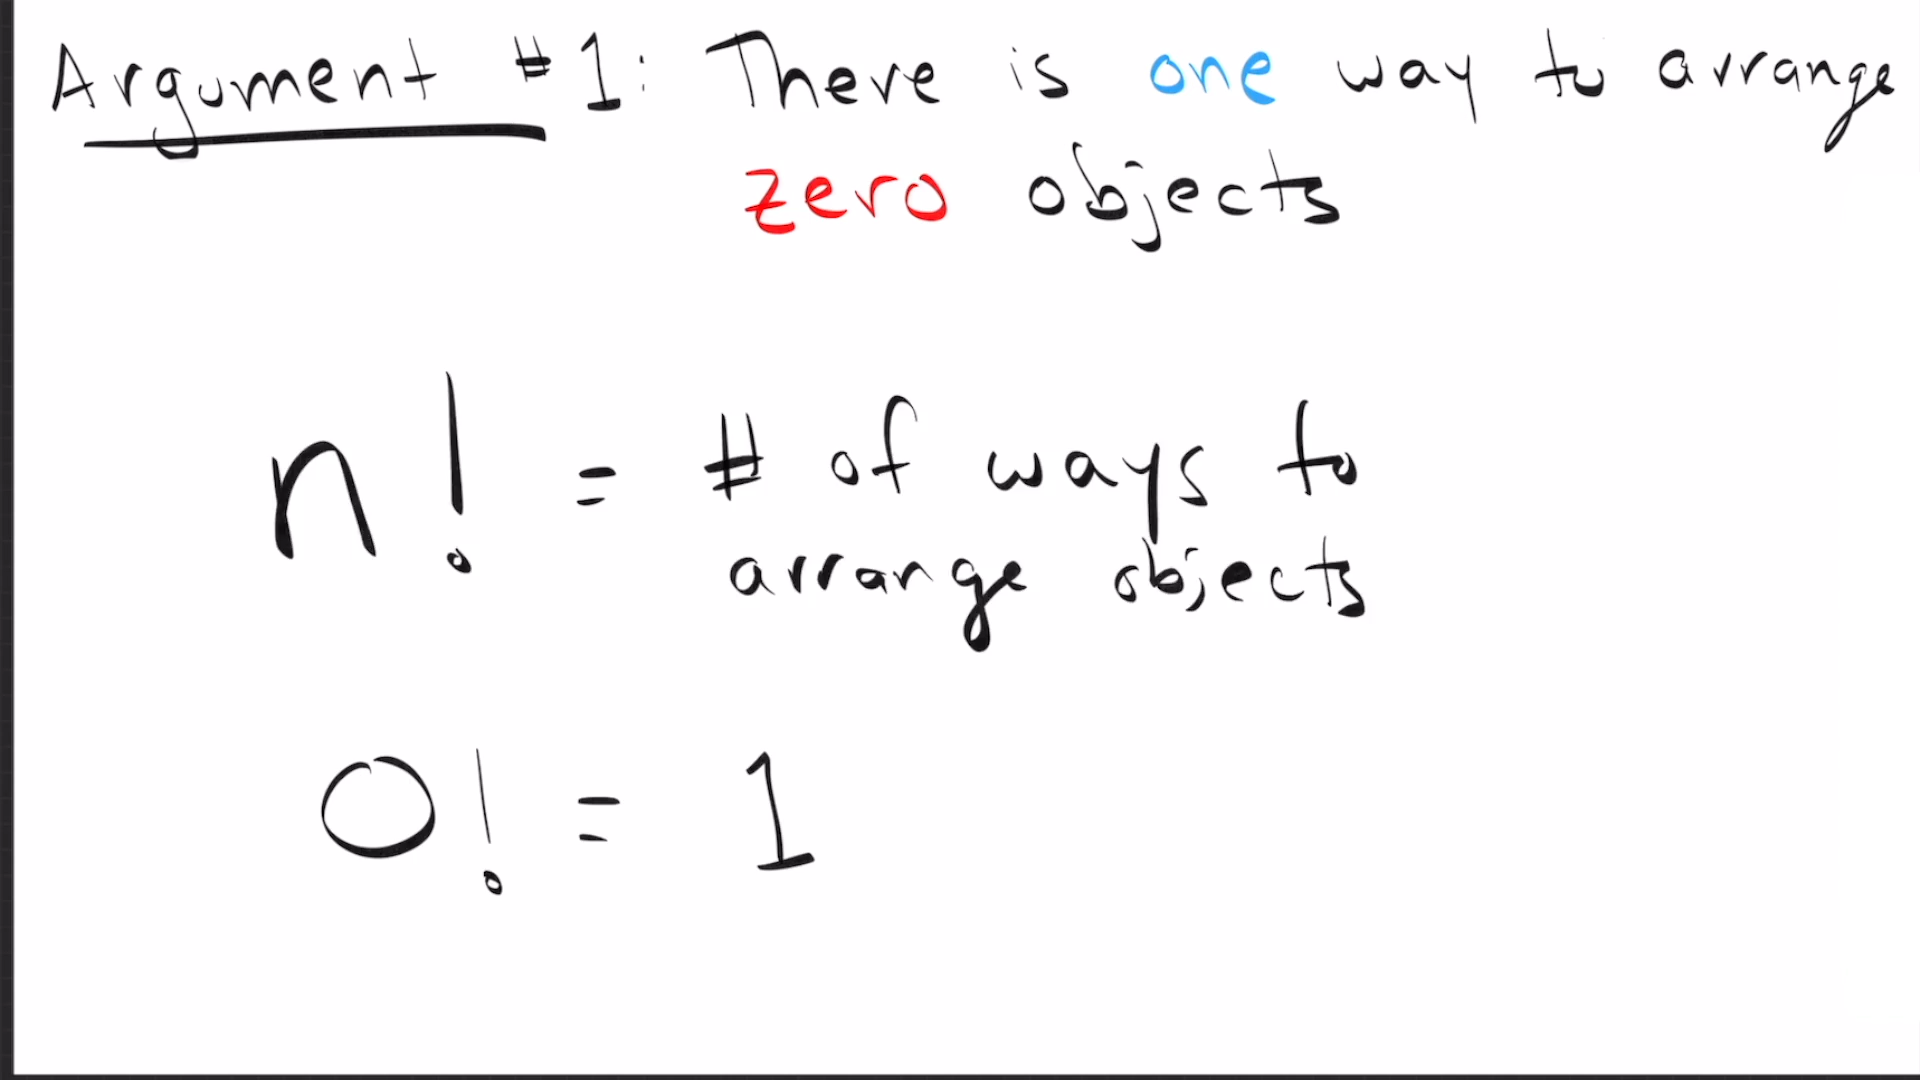 Argument #1: There is one way to arrange
zero objects
n! = # of ways to
arrange objects
0! = 1